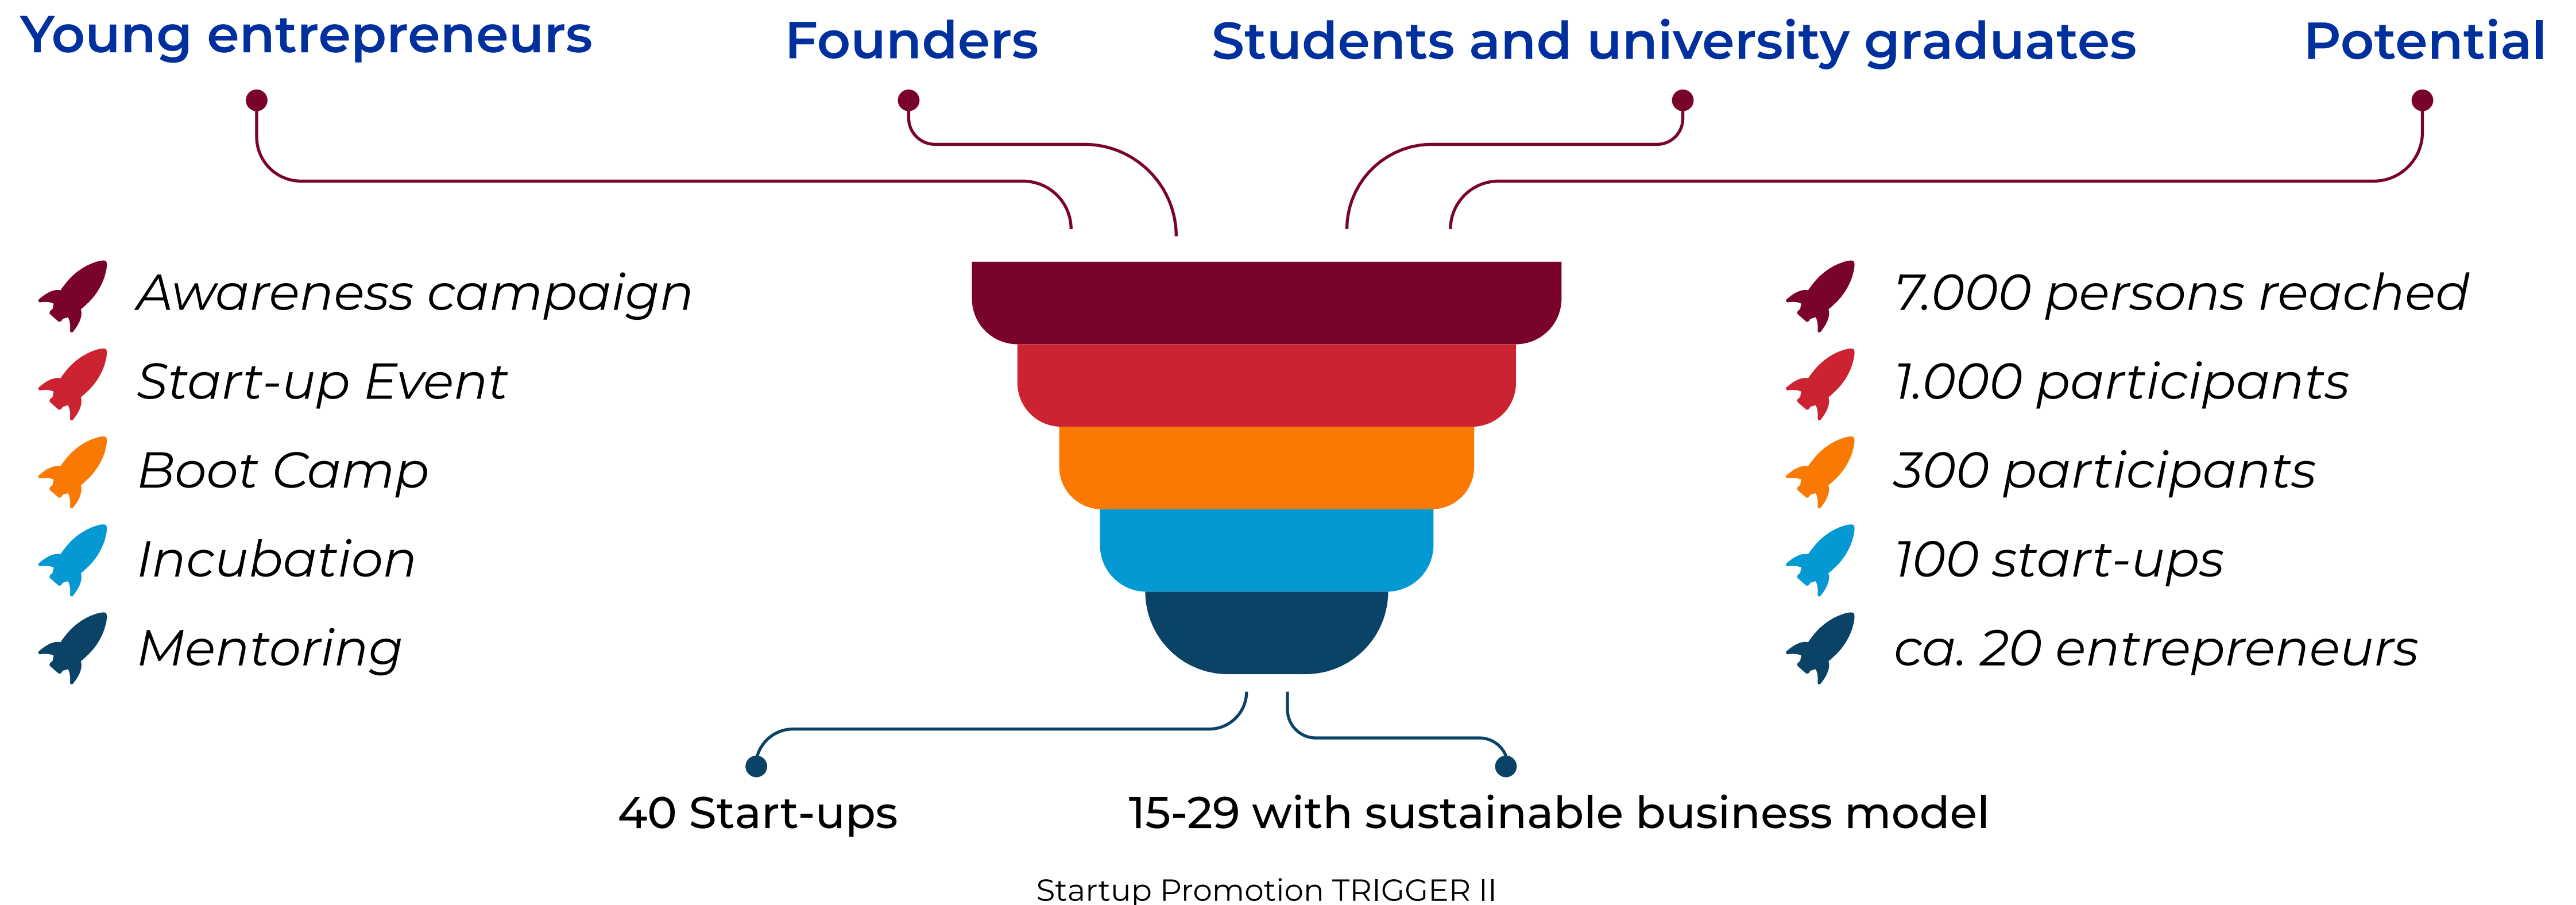 Young entrepreneurs
Founders
Students and university graduates
Potential
Awareness campaign
Start-up Event
Boot Camp
Incubation
Mentoring
7.000 persons reached
1.000 participants
300 participants
100 start-ups
ca. 20 entrepreneurs
40 Start-ups
15-29 with sustainable business model
Startup Promotion TRIGGER II